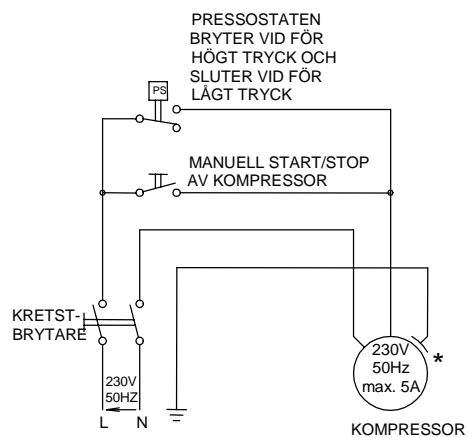 PRESSOSTATEN
BRYTER VID FÖR
HÖGT TRYCK OCH
SLUTER VID FÖR
LÅGT TRYCK
PS
MANUELL START/STOP
AV KOMPRESSOR
KRETST-
BRYTARE
230V
50HZ
L N
230V
50Hz
max. 5A
*
KOMPRESSOR